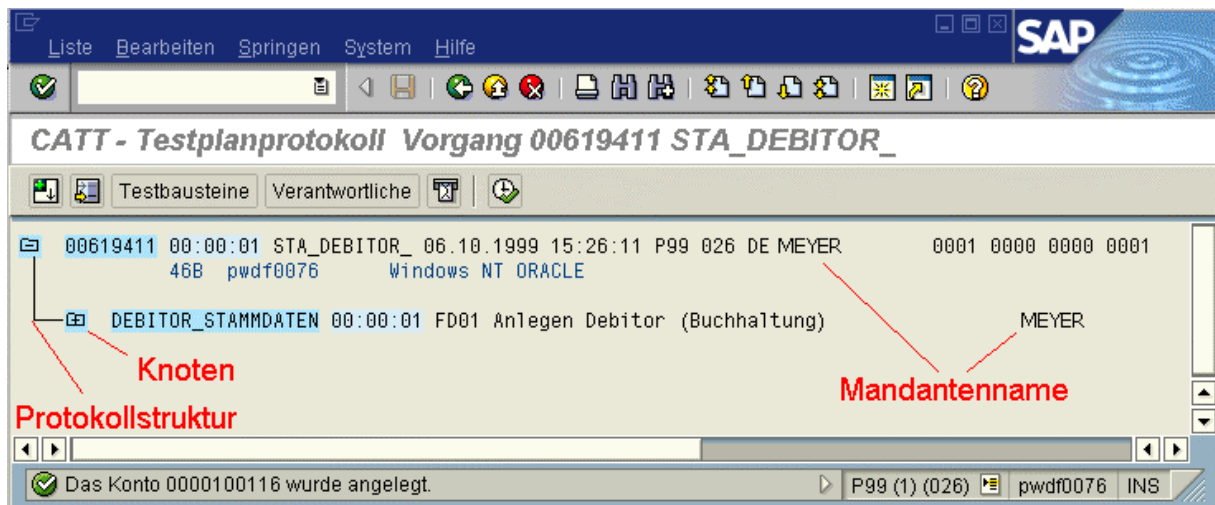 Liste Bearbeiten Springen System Hilfe
SAP
CATT - Testplanprotokoll Vorgang 00619411 STA_DEBITOR_
Testbausteine Verantwortliche
00619411 00:00:01 STA_DEBITOR_ 06.10.1999 15:26:11 P99 026 DE MEYER 0001 0000 0000 0001
46B pwdf0076 Windows NT ORACLE
DEBITOR_STAMMDATEN 00:00:01 FD01 Anlegen Debitor (Buchhaltung) MEYER
Knoten
Mandantenname
Protokollstruktur
Das Konto 0000100116 wurde angelegt. P99 (1) (026) pwdf0076 INS